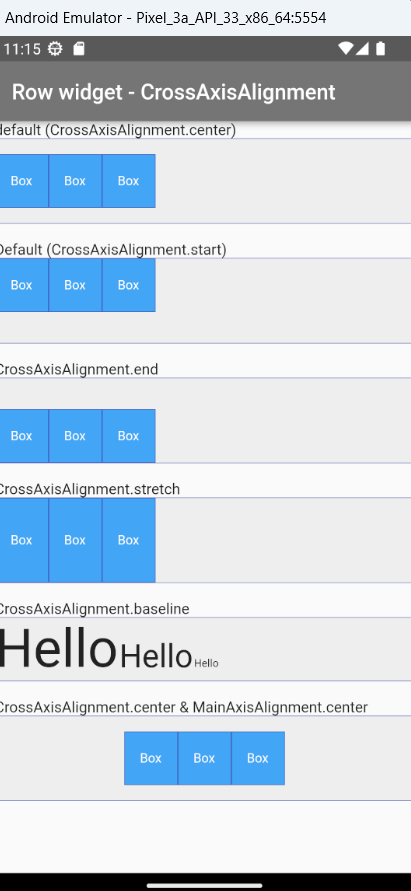 Android Emulator - Pixel_3a_API_33_x86_64:5554
11:15
Row widget - CrossAxisAlignment
default (CrossAxisAlignment.center)
Box Box Box
Default (CrossAxisAlignment.start)
Box Box Box
CrossAxisAlignment.end
Box Box Box
CrossAxisAlignment.stretch
Box Box Box
CrossAxisAlignment.baseline
Hello Hello Hello
CrossAxisAlignment.center & MainAxisAlignment.center
Box Box Box